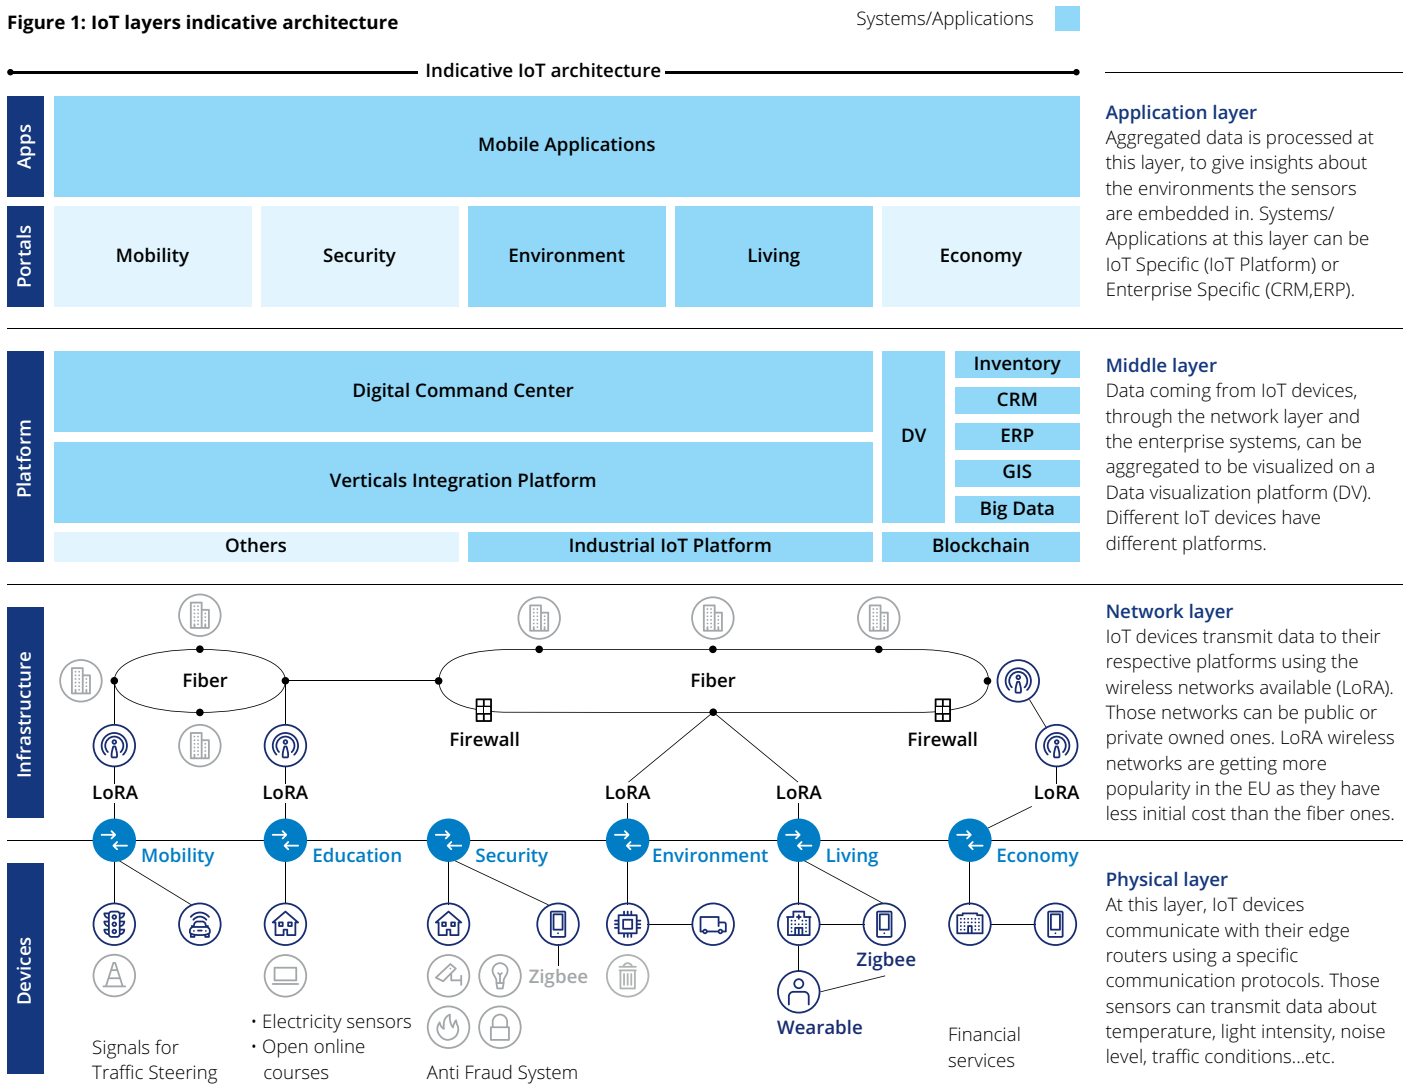 Figure 1: IoT layers indicative architecture
Systems/Applications
Indicative IoT architecture
Apps
Mobile Applications
Portals
Mobility
Security
Environment
Living
Economy
Application layer
Aggregated data is processed at
this layer, to give insights about
the environments the sensors
are embedded in. Systems/
Applications at this layer can be
IoT Specific (IoT Platform) or
Enterprise Specific (CRM,ERP).
Platform
Digital Command Center
Verticals Integration Platform
DV
Inventory
CRM
ERP
GIS
Big Data
Others
Industrial IoT Platform
Blockchain
Middle layer
Data coming from IoT devices,
through the network layer and
the enterprise systems, can be
aggregated to be visualized on a
Data visualization platform (DV).
Different IoT devices have
different platforms.
Infrastructure
Fiber
Fiber
Firewall
Firewall
LoRA
LoRA
LoRA
LoRA
LoRA
Network layer
IoT devices transmit data to their
respective platforms using the
wireless networks available (LoRA).
Those networks can be public or
private owned ones. LoRA wireless
networks are getting more
popularity in the EU as they have
less initial cost than the fiber ones.
Mobility
Education
Security
Environment
Living
Economy
Devices
Zigbee
Zigbee
Wearable
Signals for
Traffic Steering
• Electricity sensors
• Open online
courses
Anti Fraud System
Financial
services
Physical layer
At this layer, IoT devices
communicate with their edge
routers using a specific
communication protocols. Those
sensors can transmit data about
temperature, light intensity, noise
level, traffic conditions...etc.